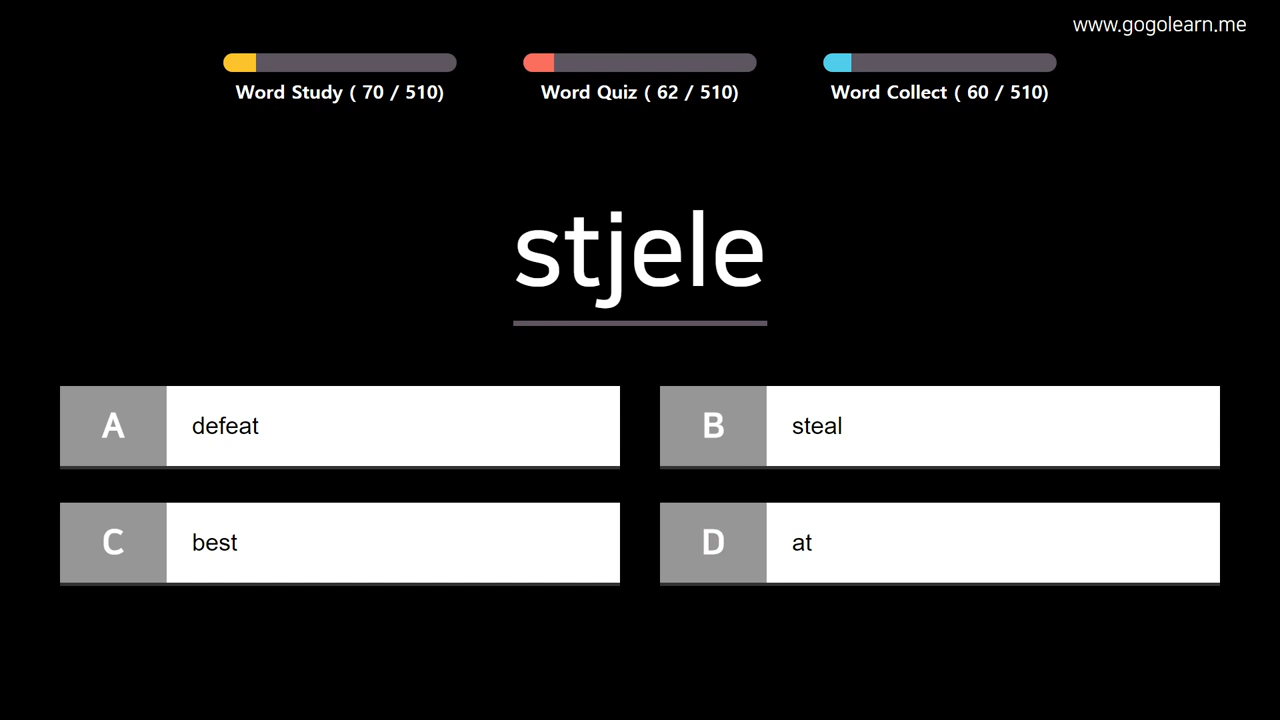 www.gogolearn.me
Word Study ( 70 / 510)
Word Quiz ( 62 / 510)
Word Collect ( 60 / 510)
stjele
A defeat
B steal
C best
D at